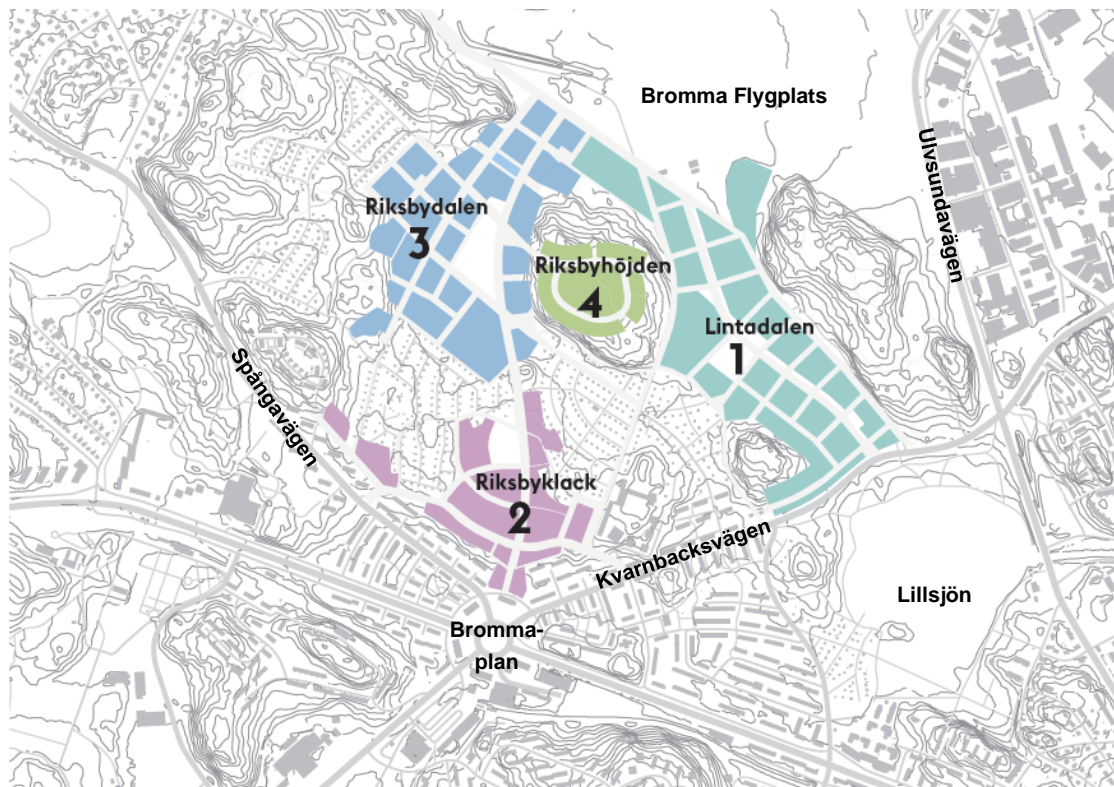 Bromma Flygplats
Ulvsundavägen
Riksbydalen
3
Riksbyhöjden
4
Lintadalen
1
Spångavägen
Riksbyklack
2
Kvarnbacksvägen
Lillsjön
Bromma-
plan